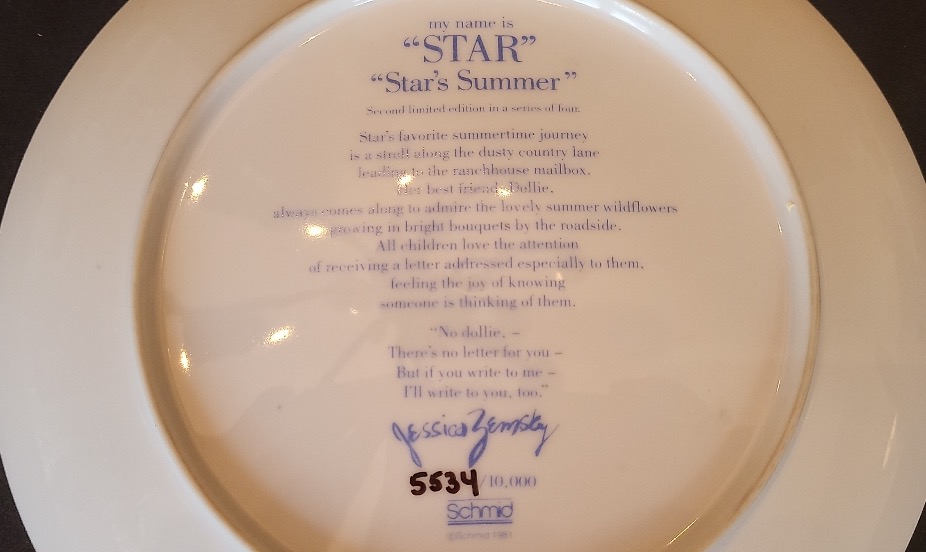 my name is
“STAR”
“Star's Summer”
Second limited edition in a series of four.
Star's favorite summertime journey
is a stroll along the dusty country lane
leading to the ranchhouse mailbox.
Her best friend, Dollie,
always comes along to admire the lovely summer wildflowers
growing in bright bouquets by the roadside.
All children love the attention
of receiving a letter addressed especially to them,
feeling the joy of knowing
someone is thinking of them.
“No dollie, –
There's no letter for you –
But if you write to me –
I'll write to you, too.”
Jessica Zemsky
5534/10,000
Schmid
©Schmid 1981